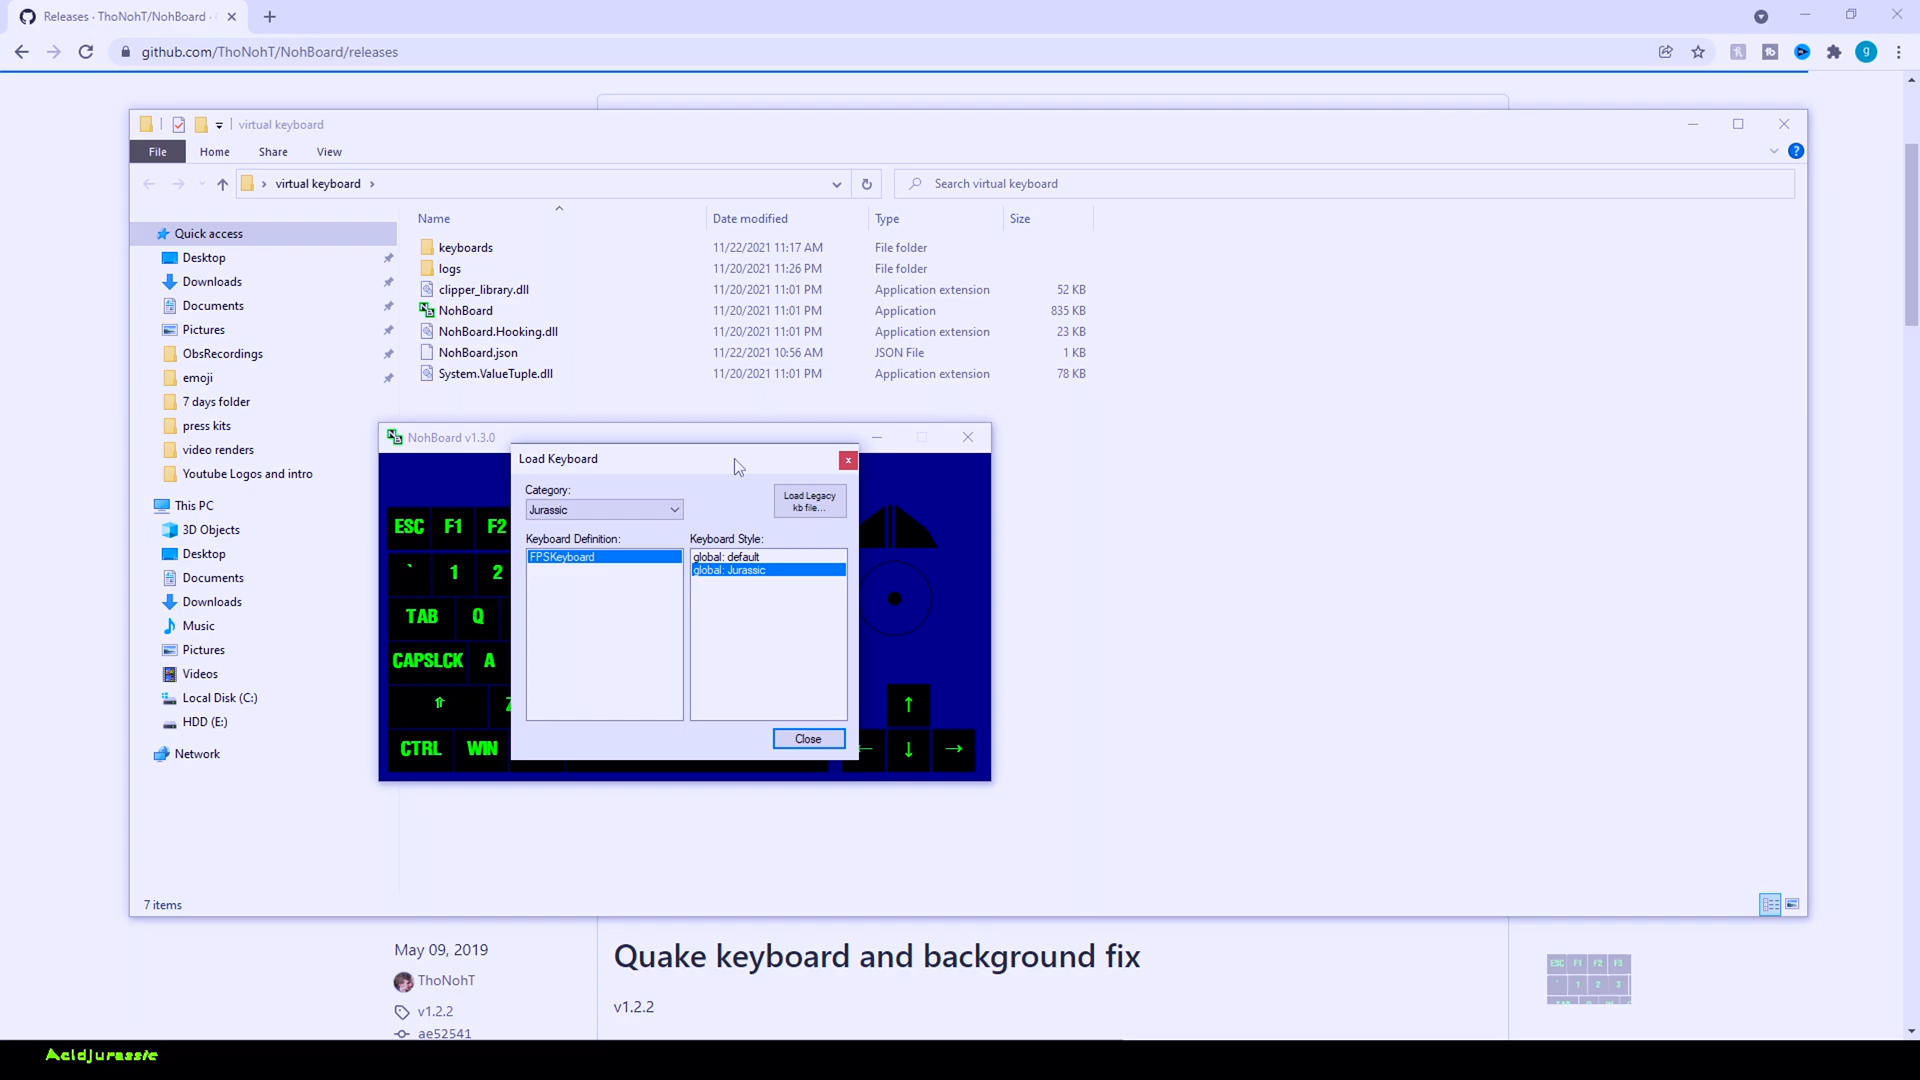 Releases · ThoNohT/NohBoard ·
github.com/ThoNohT/NohBoard/releases
g
virtual keyboard
File
Home
Share
View
virtual keyboard
Search virtual keyboard
Name
Date modified
Type
Size
Quick access
Desktop
Downloads
Documents
Pictures
ObsRecordings
emoji
7 days folder
press kits
video renders
Youtube Logos and intro
This PC
3D Objects
Desktop
Documents
Downloads
Music
Pictures
Videos
Local Disk (C:)
HDD (E:)
Network
keyboards 11/22/2021 11:17 AM File folder
logs 11/20/2021 11:26 PM File folder
clipper_library.dll 11/20/2021 11:01 PM Application extension 52 KB
NohBoard 11/20/2021 11:01 PM Application 835 KB
NohBoard.Hooking.dll 11/20/2021 11:01 PM Application extension 23 KB
NohBoard.json 11/22/2021 10:56 AM JSON File 1 KB
System.ValueTuple.dll 11/20/2021 11:01 PM Application extension 78 KB
NohBoard v1.3.0
ESC F1 F2
` 1 2
TAB Q
CAPSLCK A
⇑
CTRL WIN
↑
← ↓ →
Load Keyboard
Category:
Jurassic
Load Legacy
kb file...
Keyboard Definition:
FPSKeyboard
Keyboard Style:
global: default
global: Jurassic
Close
7 items
May 09, 2019
ThoNohT
v1.2.2
ae52541
Quake keyboard and background fix
v1.2.2
ESC F1 F2 F3
` 1 2 3
AcidJurassic